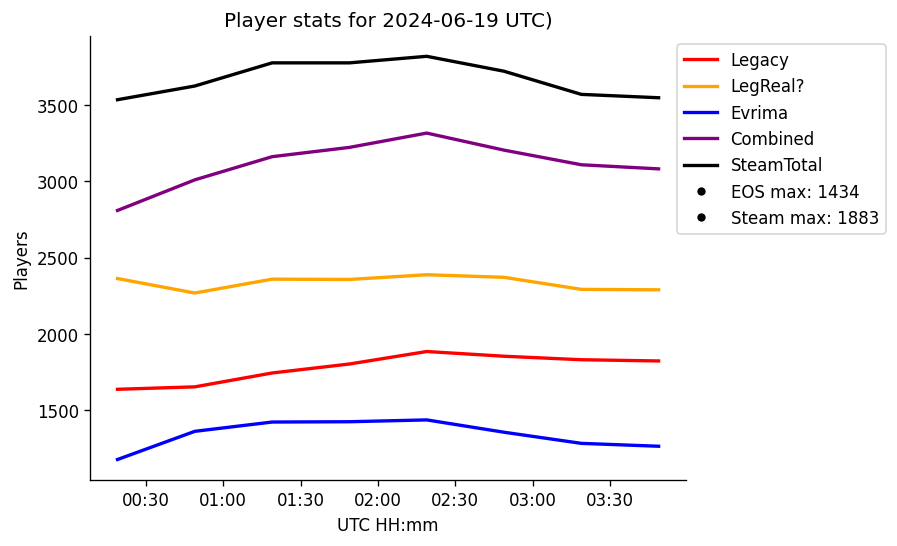 Player stats for 2024-06-19 UTC)
Legacy
LegReal?
Evrima
Combined
SteamTotal
EOS max: 1434
Steam max: 1883
Players
3500
3000
2500
2000
1500
00:30 01:00 01:30 02:00 02:30 03:00 03:30
UTC HH:mm